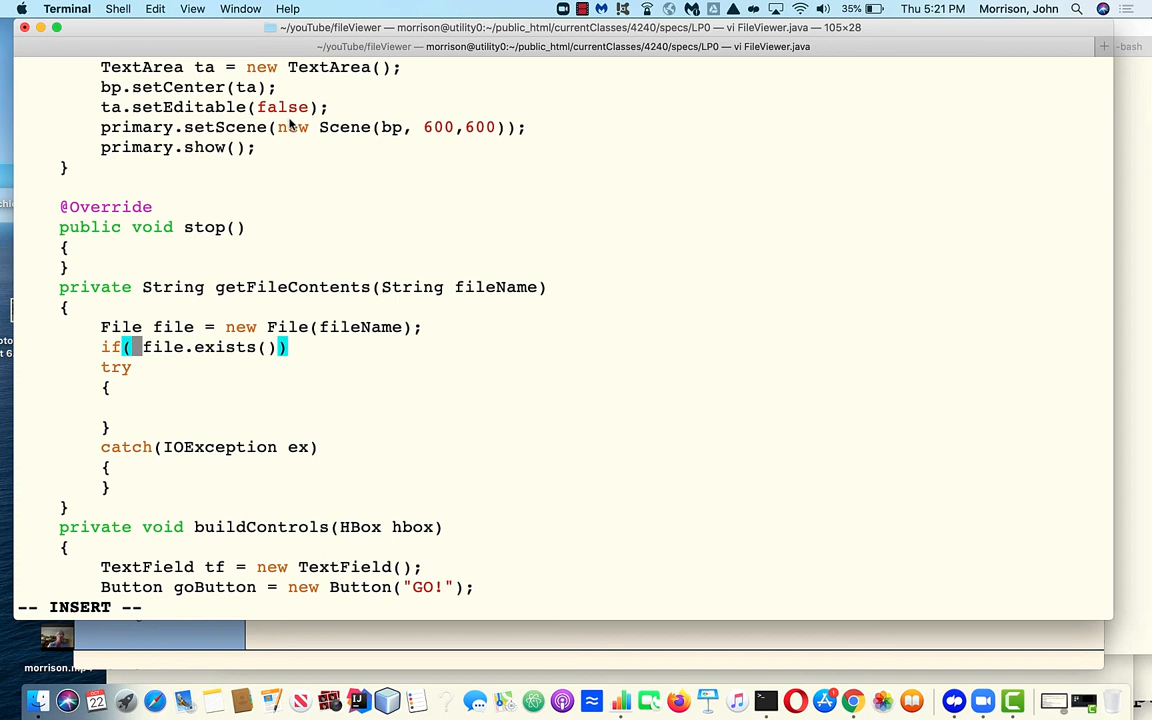 Terminal Shell Edit View Window Help 35% Thu 5:21 PM Morrison, John
~/youTube/fileViewer — morrison@utility0:~/public_html/currentClasses/4240/specs/LP0 — vi FileViewer.java — 105×28
~/youTube/fileViewer — morrison@utility0:~/public_html/currentClasses/4240/specs/LP0 — vi FileViewer.java + -bash
        TextArea ta = new TextArea();
        bp.setCenter(ta);
        ta.setEditable(false);
        primary.setScene(new Scene(bp, 600,600));
        primary.show();
    }
    @Override
    public void stop()
    {
    }
    private String getFileContents(String fileName)
    {
        File file = new File(fileName);
        if( file.exists())
        try
        {
        }
        catch(IOException ex)
        {
        }
    }
    private void buildControls(HBox hbox)
    {
        TextField tf = new TextField();
        Button goButton = new Button("GO!");
-- INSERT --